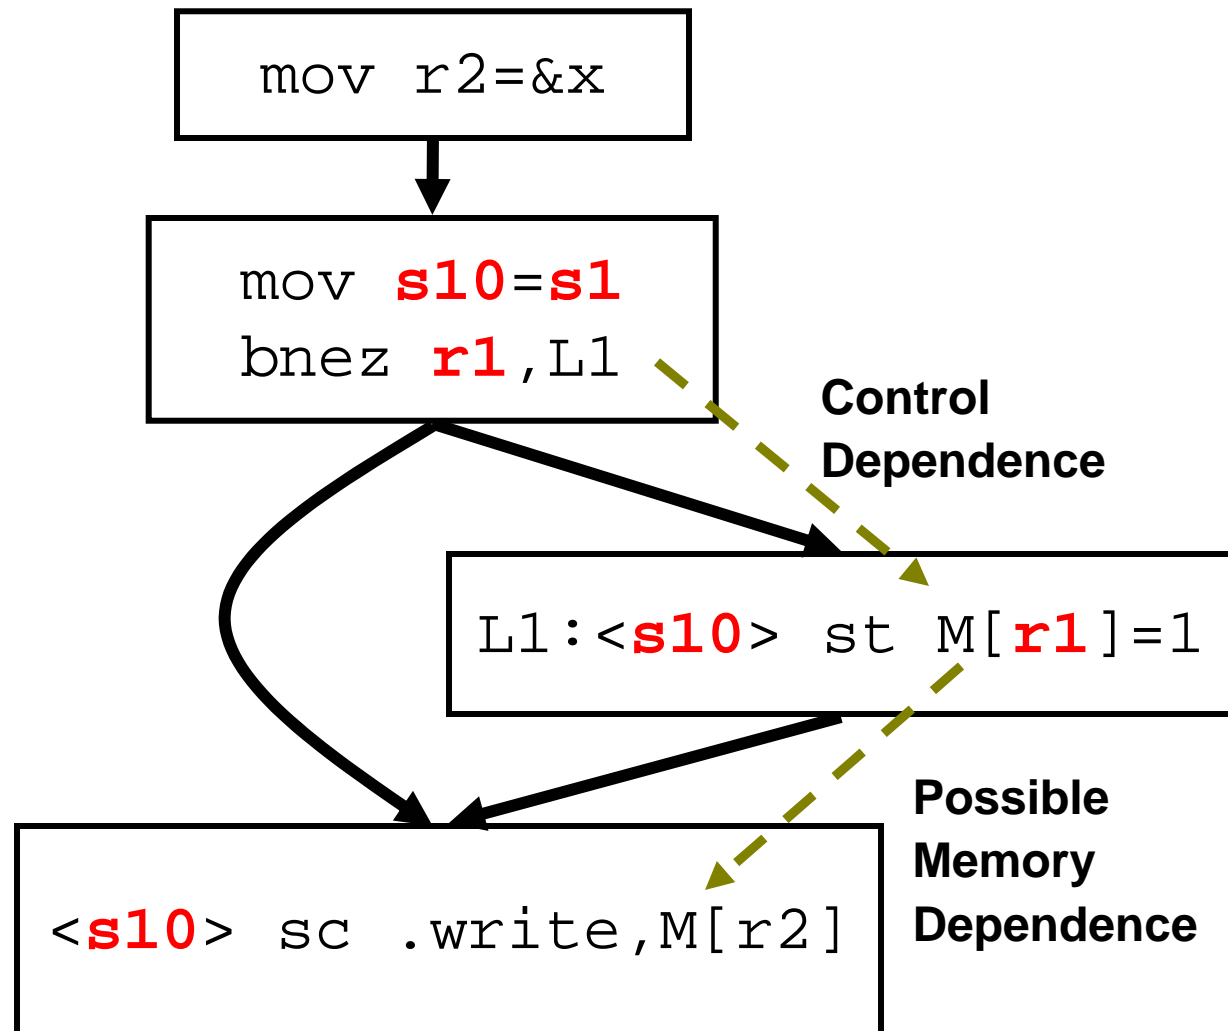 mov r2=&x
mov s10=s1
bnez r1,L1
Control
Dependence
L1:<s10> st M[r1]=1
Possible
Memory
Dependence
<s10> sc .write,M[r2]